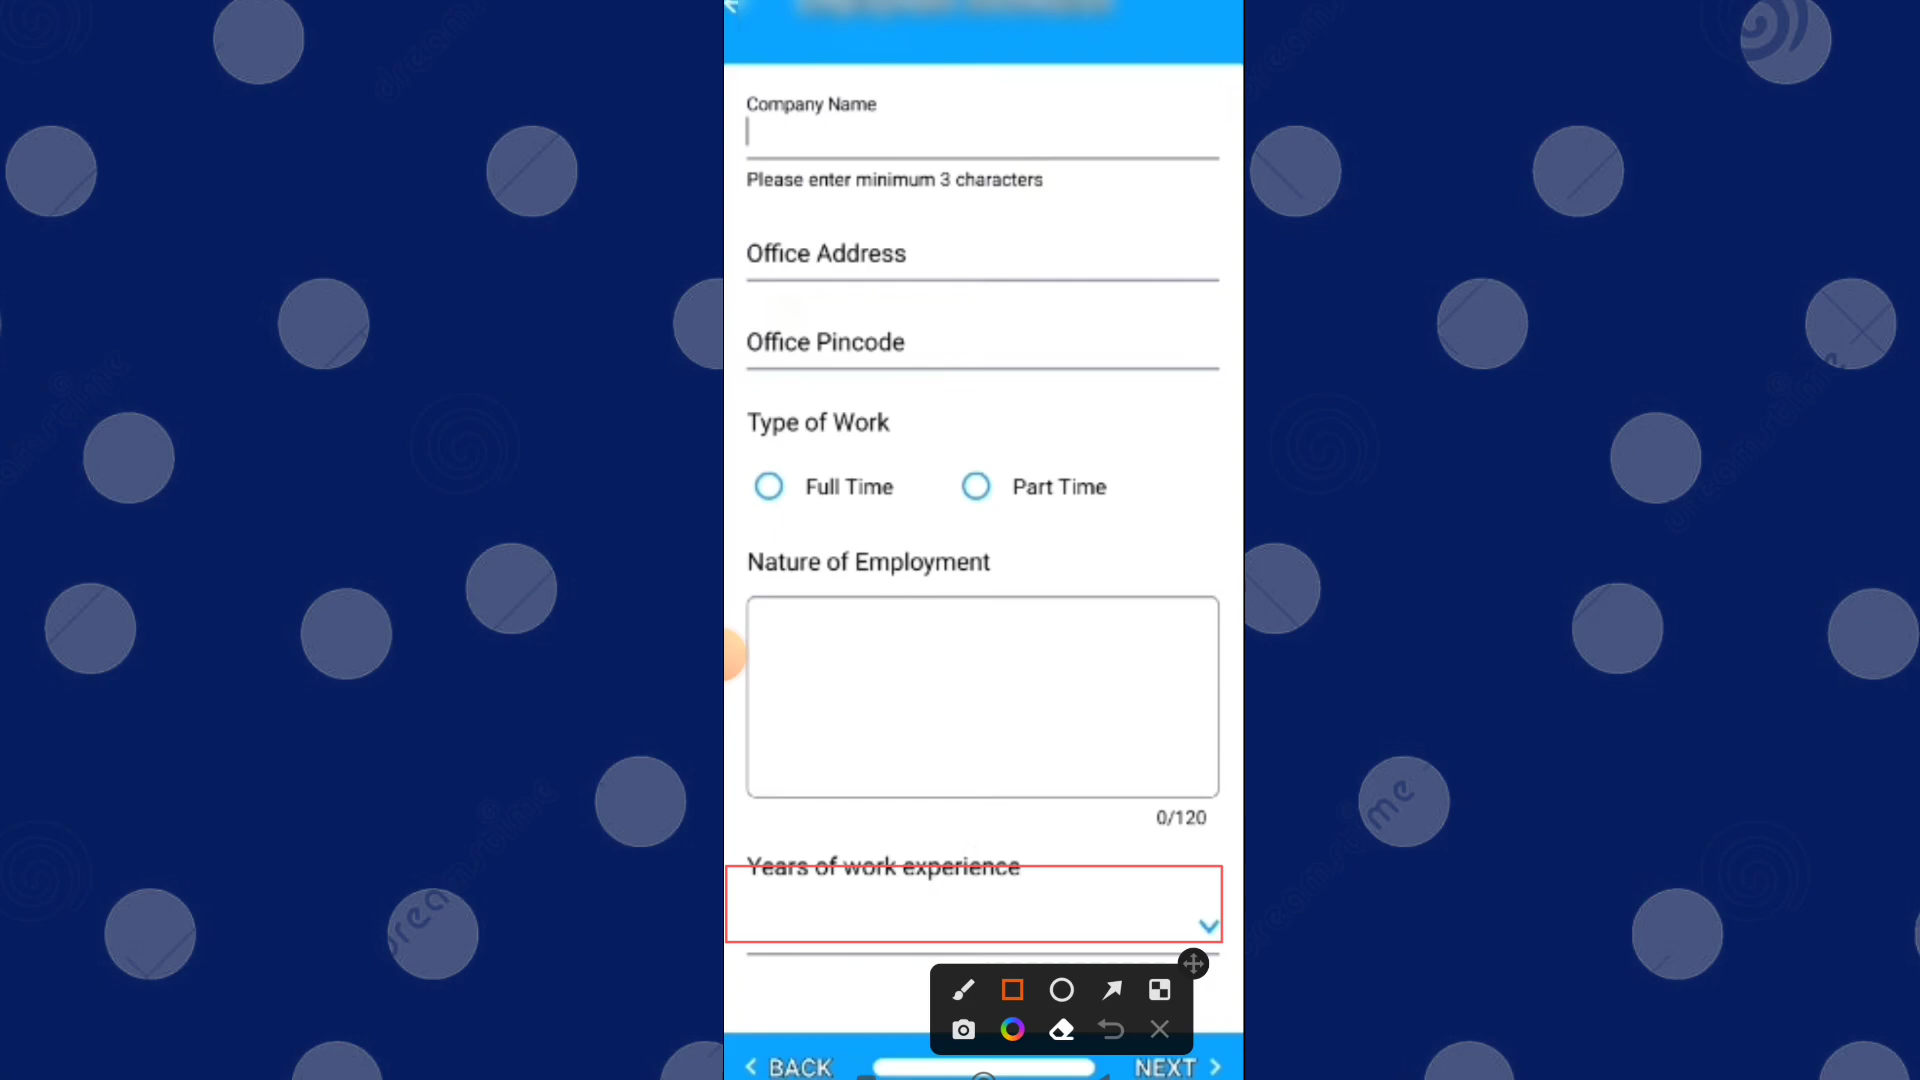 Company Name
Please enter minimum 3 characters
Office Address
Office Pincode
Type of Work
Full Time Part Time
Nature of Employment
0/120
Years of work experience
BACK NEXT